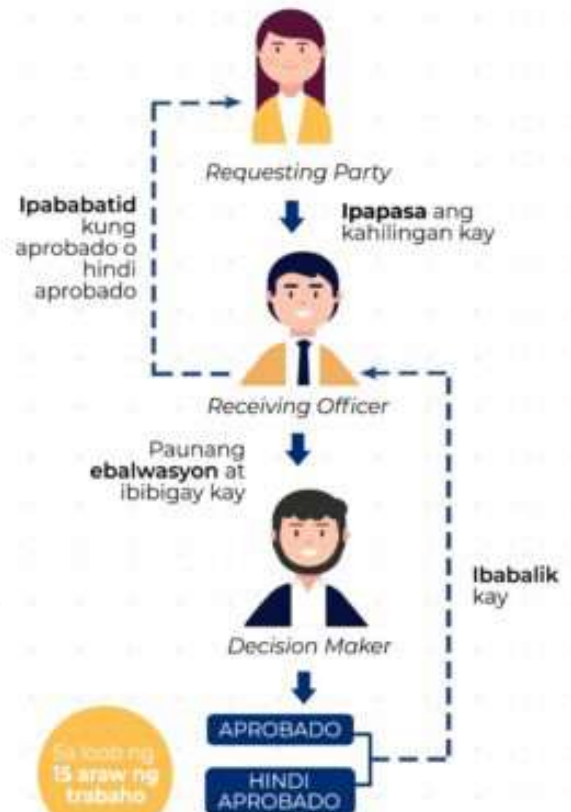 Requesting Party
Ipababatid
kung
aprobado o
hindi
aprobado
Ipapasa ang
kahilingan kay
Receiving Officer
Paunang
ebalwasyon at
ibibigay kay
Ibabalik
kay
Decision Maker
APROBADO
HINDI
APROBADO
Sa loob ng
15 araw ng
trabaho